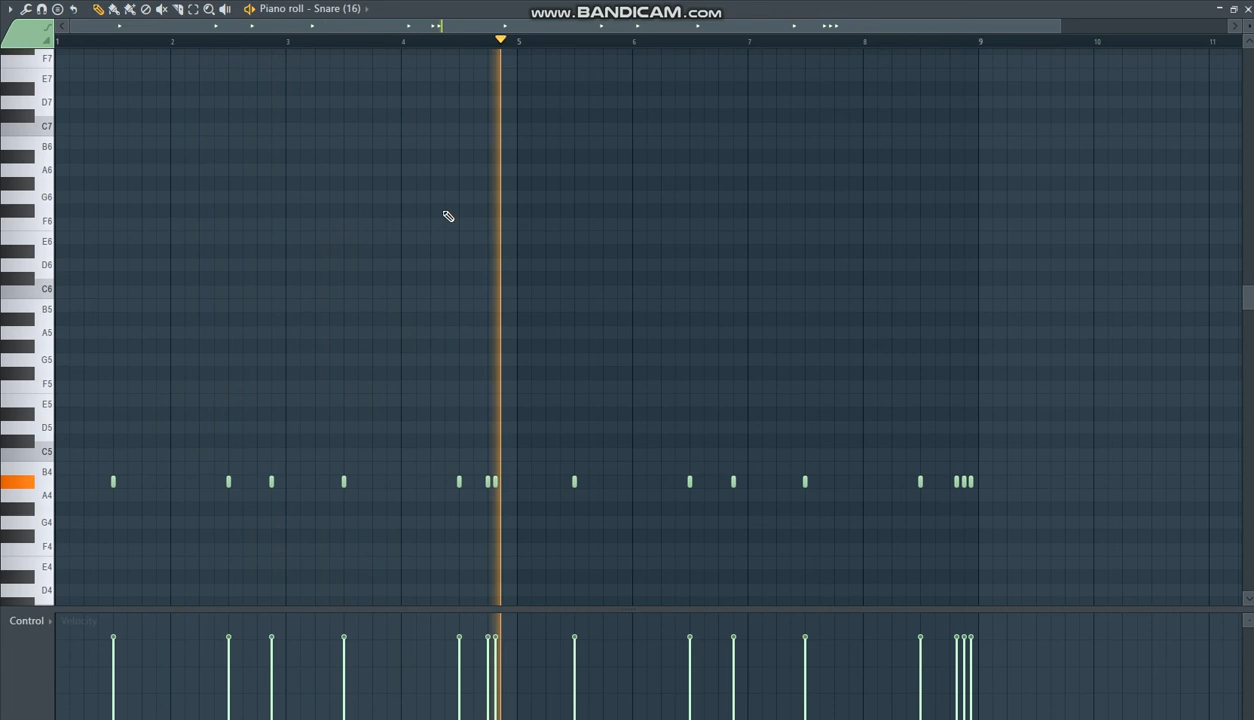 Piano roll - Snare (16)
www.BANDICAM.com
1 2 3 4 5 6 7 8 9 10 11
F7
E7
D7
C7
B6
A6
G6
F6
E6
D6
C6
B5
A5
G5
F5
E5
D5
C5
B4
A4
G4
F4
E4
D4
Control Velocity